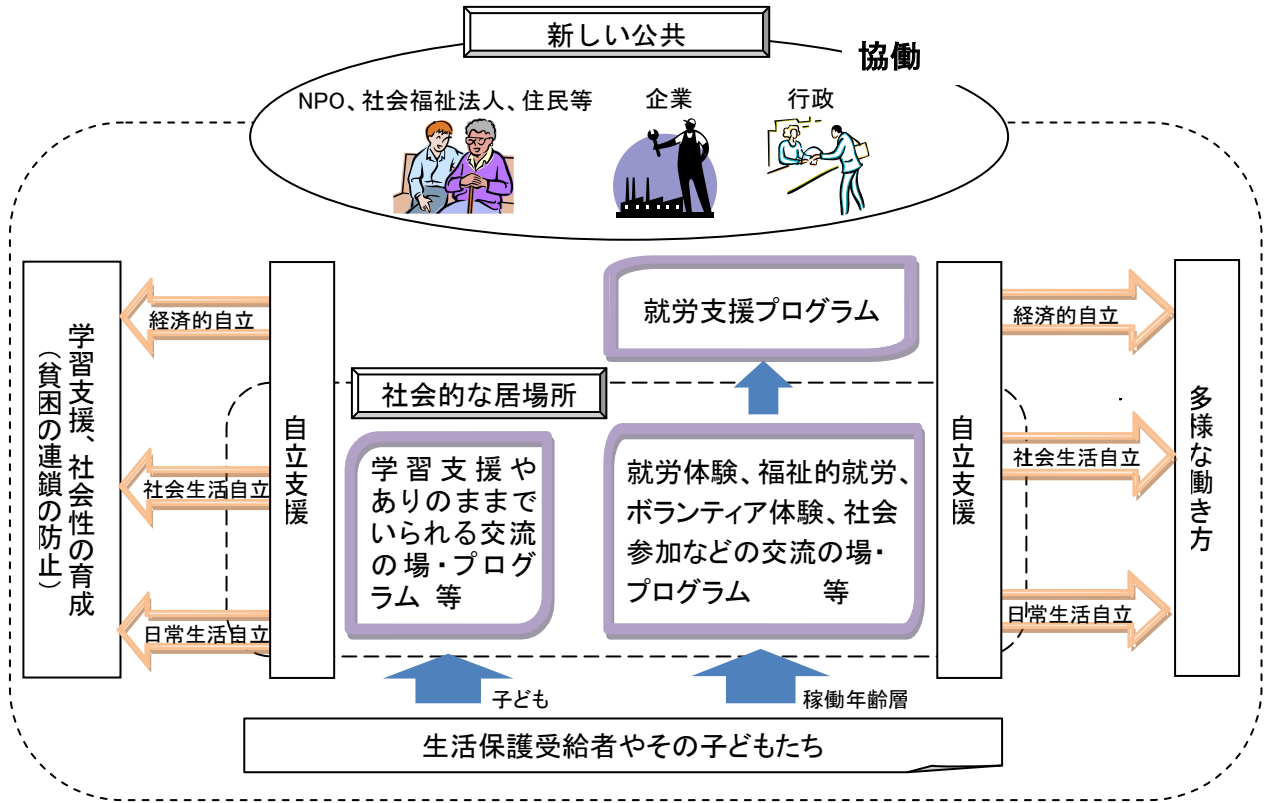 新しい公共
協働
NPO、社会福祉法人、住民等
企業
行政
学習支援、社会性の育成
（貧困の連鎖の防止）
経済的自立
社会生活自立
日常生活自立
自立支援
社会的な居場所
就労支援プログラム
学習支援や
ありのままで
いられる交流
の場・プログ
ラム 等
就労体験、福祉的就労、
ボランティア体験、社会
参加などの交流の場・
プログラム 等
自立支援
経済的自立
社会生活自立
日常生活自立
多様な働き方
子ども
稼働年齢層
生活保護受給者やその子どもたち